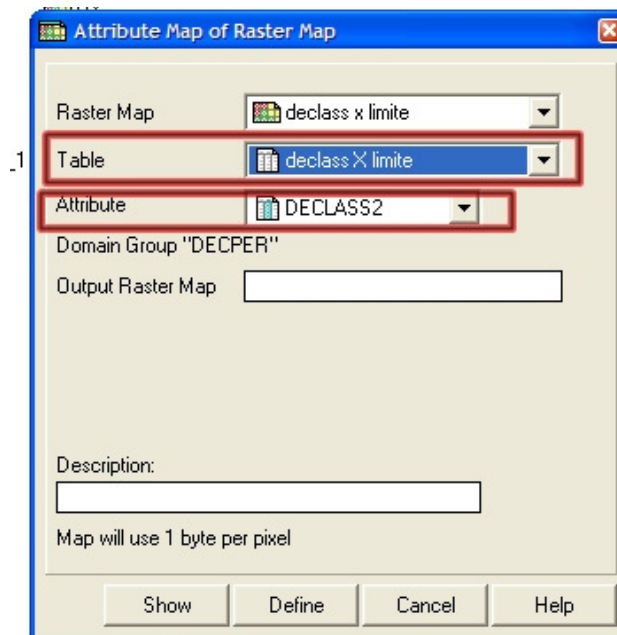 Attribute Map of Raster Map
Raster Map declass x limite
_1
Table declass X limite
Attribute DECLASS2
Domain Group "DECPER"
Output Raster Map
Description:
Map will use 1 byte per pixel
Show Define Cancel Help